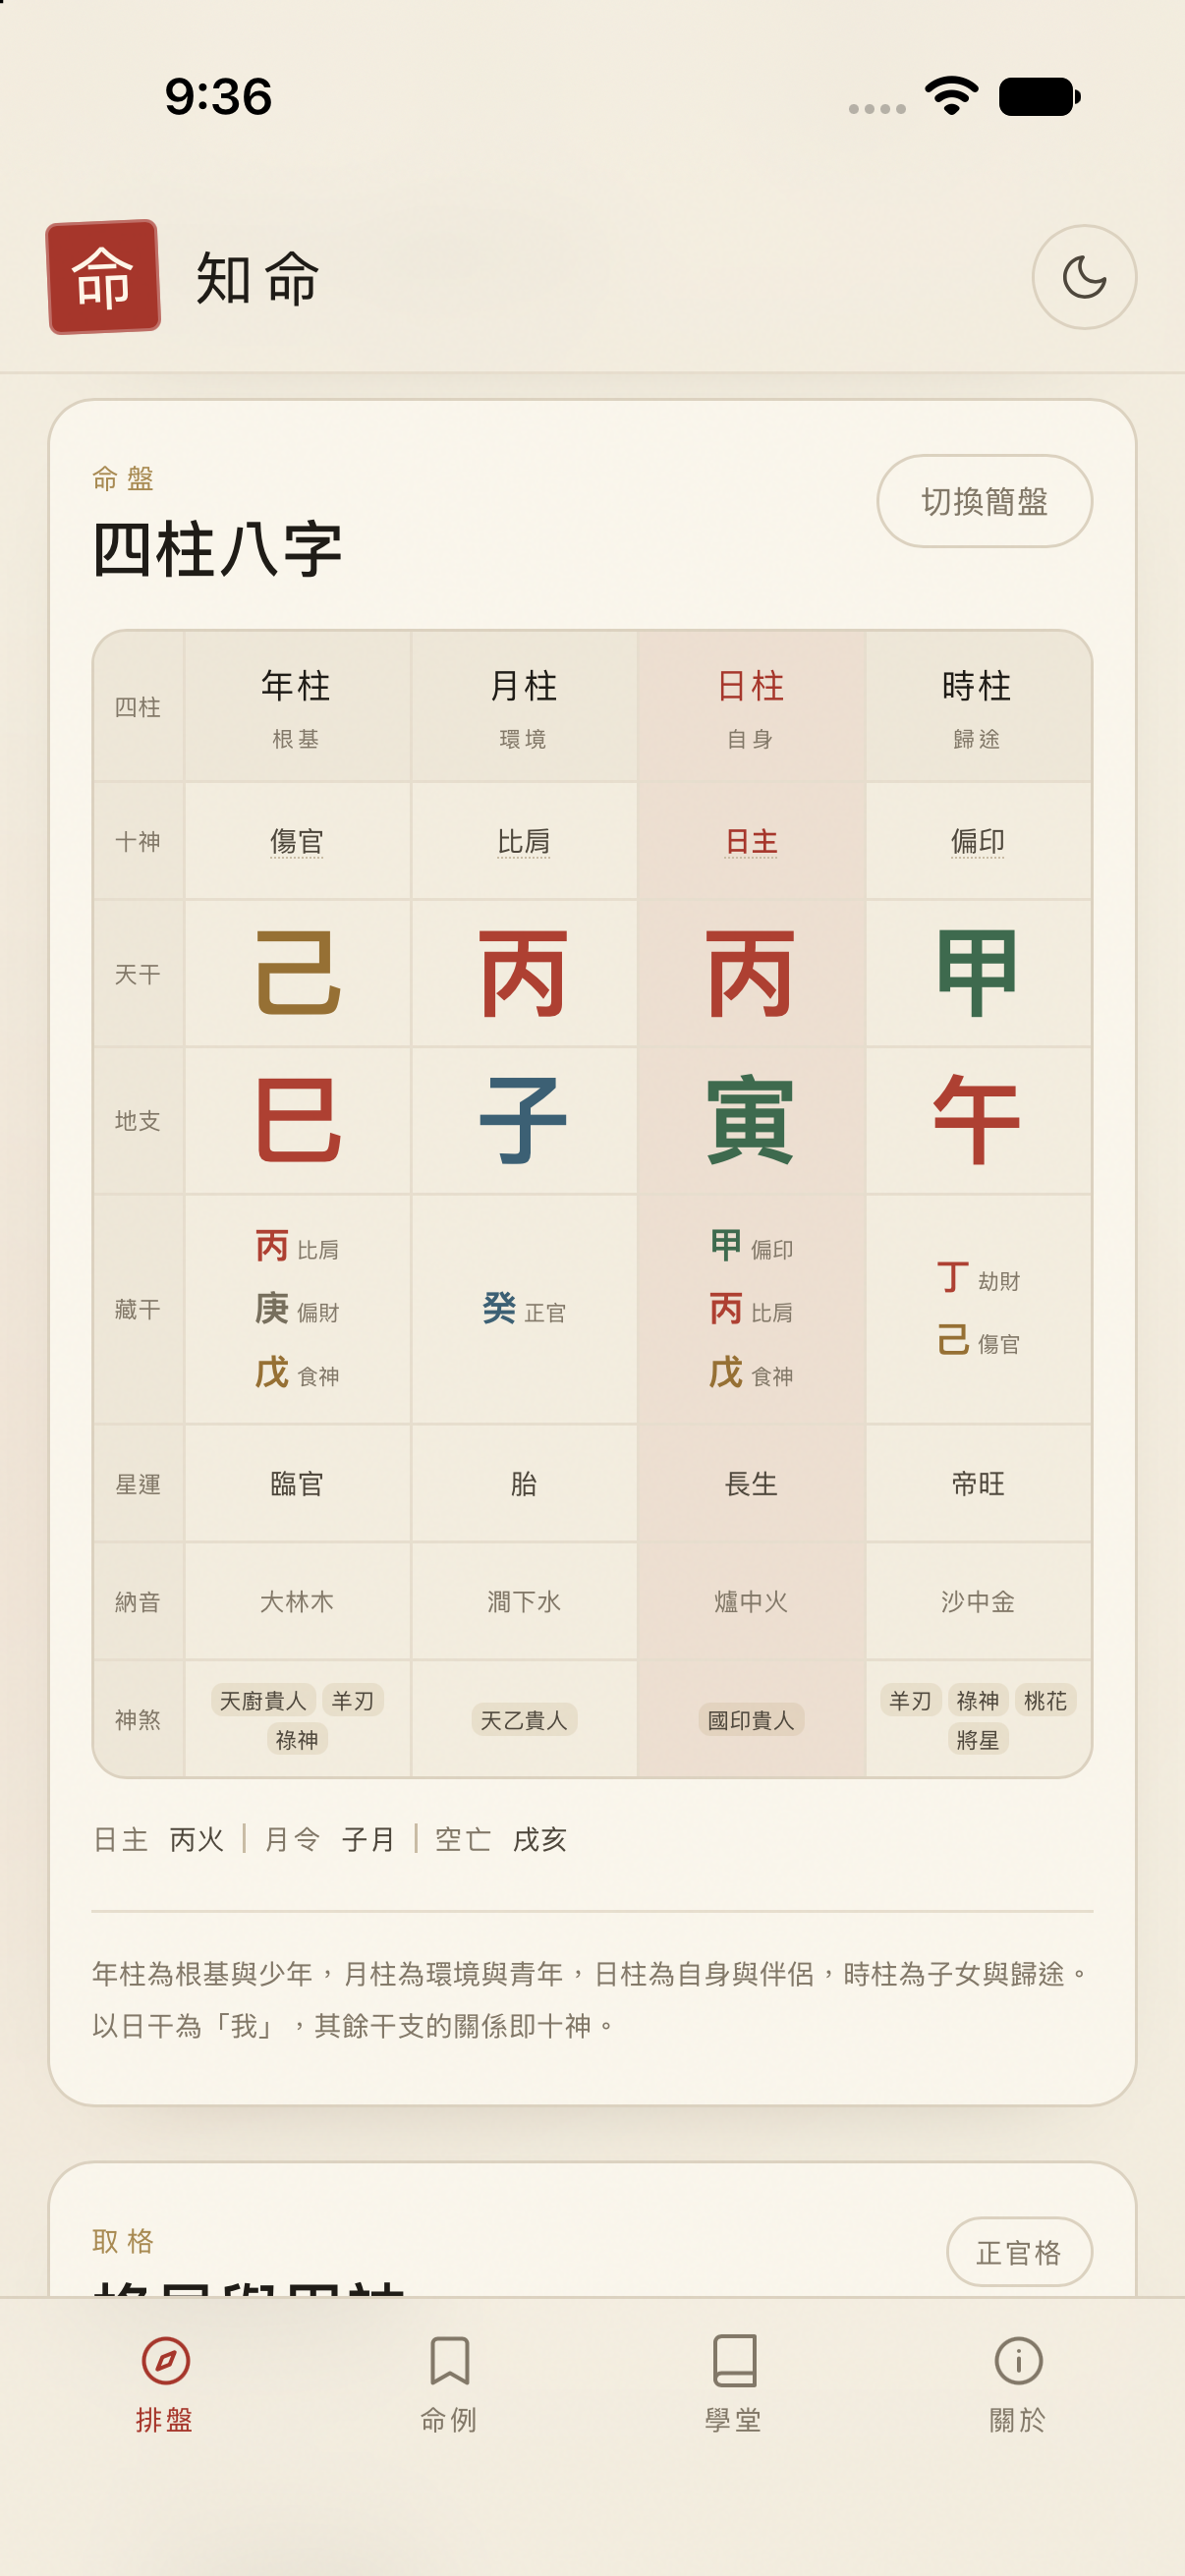 9:36
命
知命
命盤
切換簡盤
四柱八字
四柱 年柱 月柱 日柱 時柱
根基 環境 自身 歸途
十神 傷官 比肩 日主 偏印
天干 己 丙 丙 甲
地支 巳 子 寅 午
藏干
丙 比肩
庚 偏財
戊 食神
癸 正官
甲 偏印
丙 比肩
戊 食神
丁 劫財
己 傷官
星運 臨官 胎 長生 帝旺
納音 大林木 澗下水 爐中火 沙中金
神煞
天廚貴人 羊刃
祿神
天乙貴人
國印貴人
羊刃 祿神 桃花
將星
日主 丙火 | 月令 子月 | 空亡 戌亥
年柱為根基與少年，月柱為環境與青年，日柱為自身與伴侶，時柱為子女與歸途。
以日干為「我」，其餘干支的關係即十神。
取格
正官格
格局與用神
排盤 命例 學堂 關於